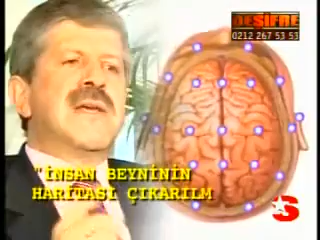 DEŞİFRE
0212 267 53 53
"İNSAN BEYNİNİN
HARİTASI ÇIKARILM
S